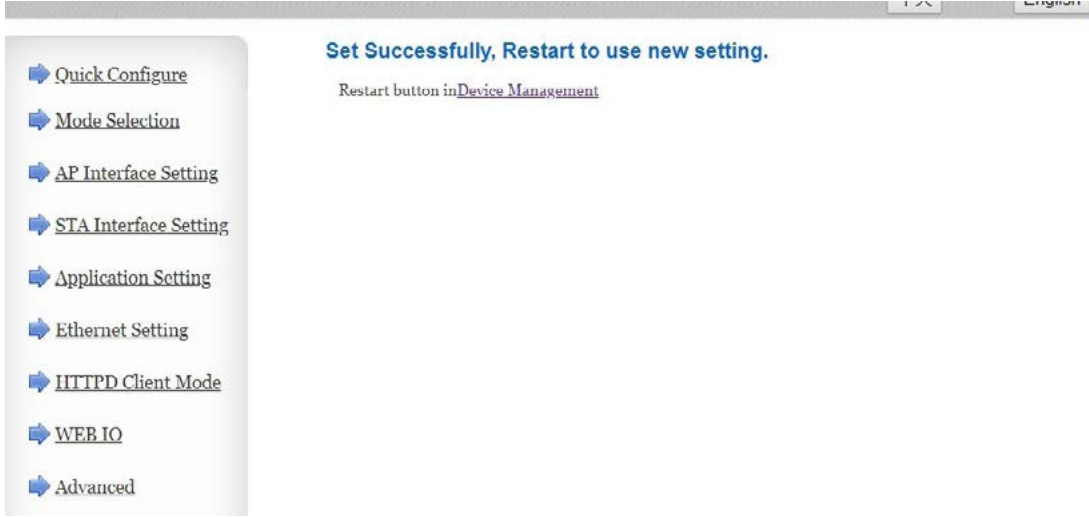 English
Set Successfully, Restart to use new setting.
Restart button inDevice Management
Quick Configure
Mode Selection
AP Interface Setting
STA Interface Setting
Application Setting
Ethernet Setting
HTTPD Client Mode
WEB IO
Advanced